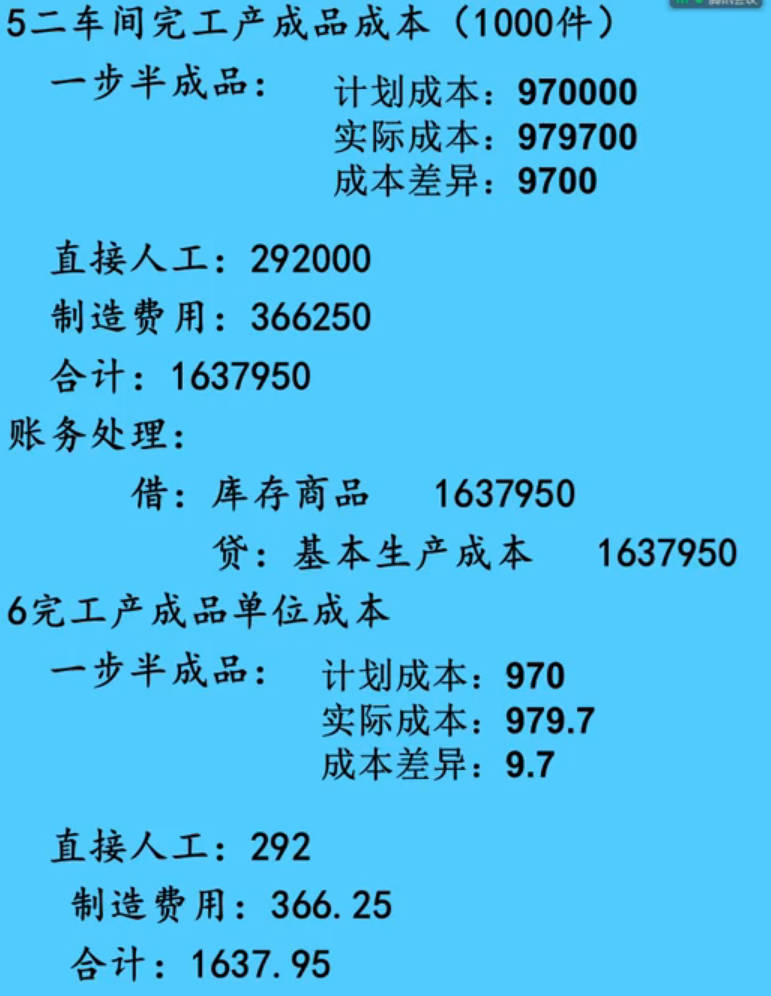 5二车间完工产成品成本（1000件）
一步半成品： 计划成本：970000
实际成本：979700
成本差异：9700
直接人工：292000
制造费用：366250
合计：1637950
账务处理：
借：库存商品 1637950
贷：基本生产成本 1637950
6完工产成品单位成本
一步半成品： 计划成本：970
实际成本：979.7
成本差异：9.7
直接人工：292
制造费用：366.25
合计：1637.95